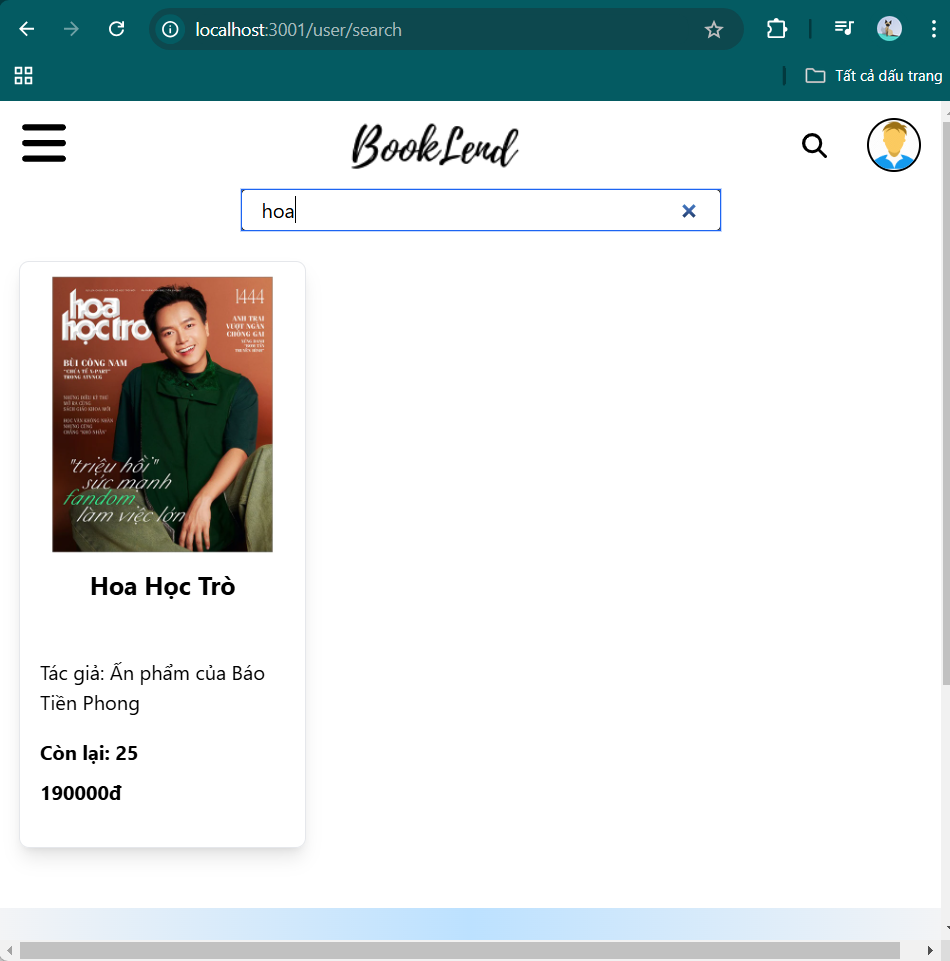 localhost:3001/user/search
Tất cả dấu trang
BookLend
hoa
hoa
học trò
1444
ANH TRAI
VƯỢT NGÀN
CHÔNG GAI
BÙI CÔNG NAM
"triệu hồi"
sức mạnh
fandom
làm việc lớn
Hoa Học Trò
Tác giả: Ấn phẩm của Báo
Tiền Phong
Còn lại: 25
190000đ